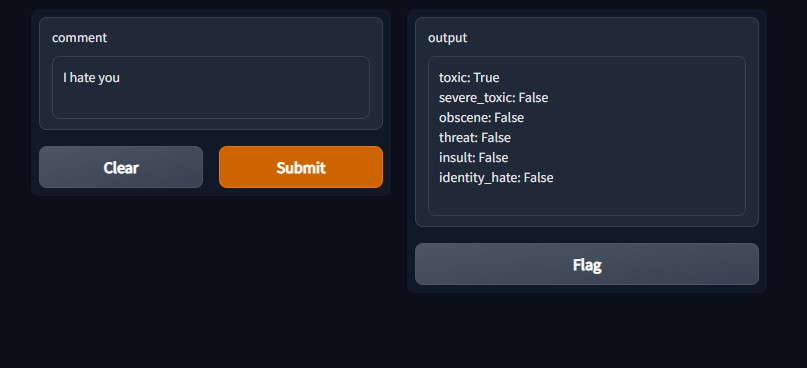 comment
I hate you
Clear
Submit
output
toxic: True
severe_toxic: False
obscene: False
threat: False
insult: False
identity_hate: False
Flag